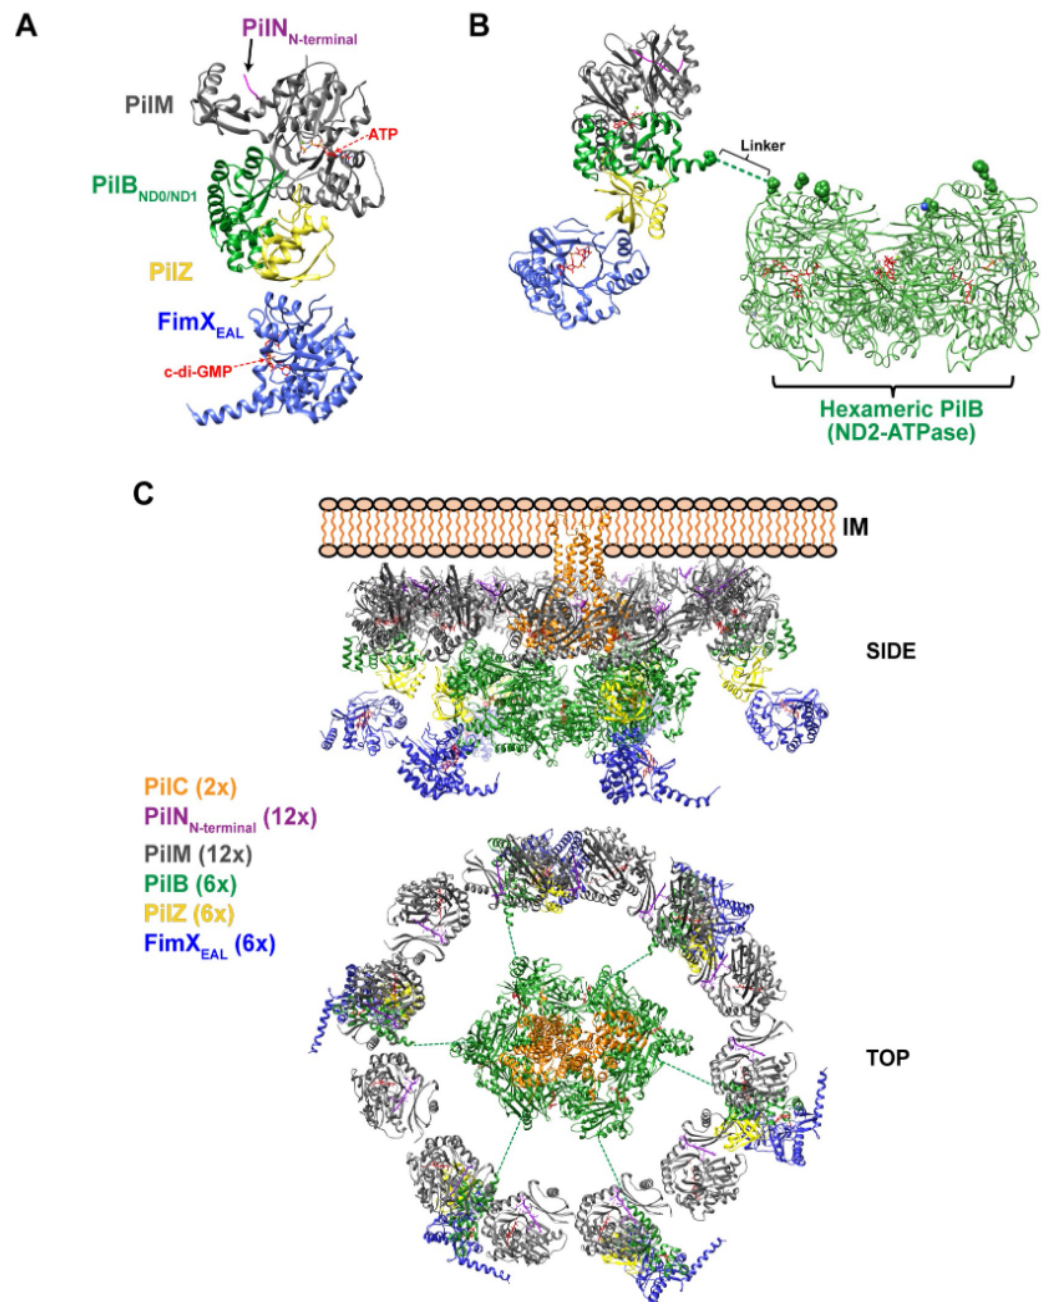 A
PilN N-terminal
PilM
ATP
PilB ND0/ND1
PilZ
FimX EAL
c-di-GMP
B
Linker
Hexameric PilB
(ND2-ATPase)
C
IM
SIDE
PilC (2x)
PilN N-terminal (12x)
PilM (12x)
PilB (6x)
PilZ (6x)
FimX EAL (6x)
TOP